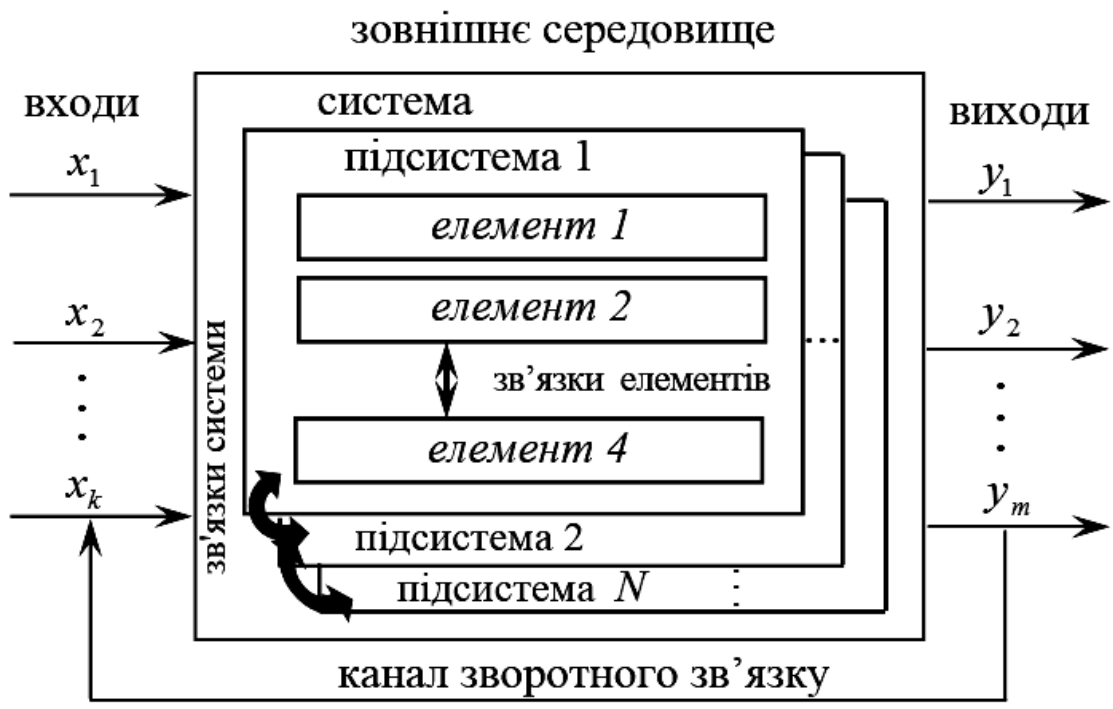 зовнішнє середовище
входи
система
виходи
підсистема 1
x₁
y₁
елемент 1
елемент 2
x₂
y₂
зв’язки елементів
зв'язки системи
елемент 4
xₖ
yₘ
підсистема 2
підсистема N
канал зворотного зв’язку